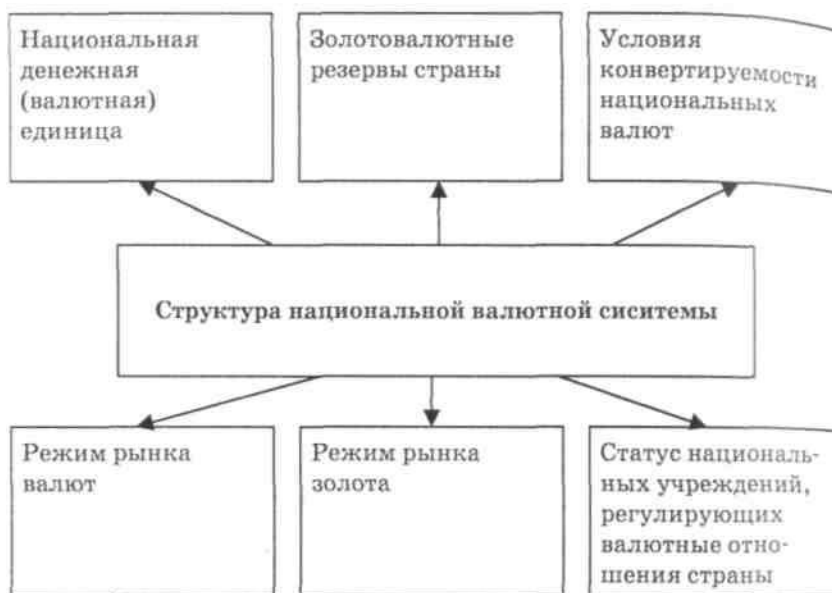 Национальная
денежная
(валютная)
единица
Золотовалютные
резервы страны
Условия
конвертируемости
национальных
валют
Структура национальной валютной сиситемы
Режим рынка
валют
Режим рынка
золота
Статус националь-
ных учреждений,
регулирующих
валютные отно-
шения страны